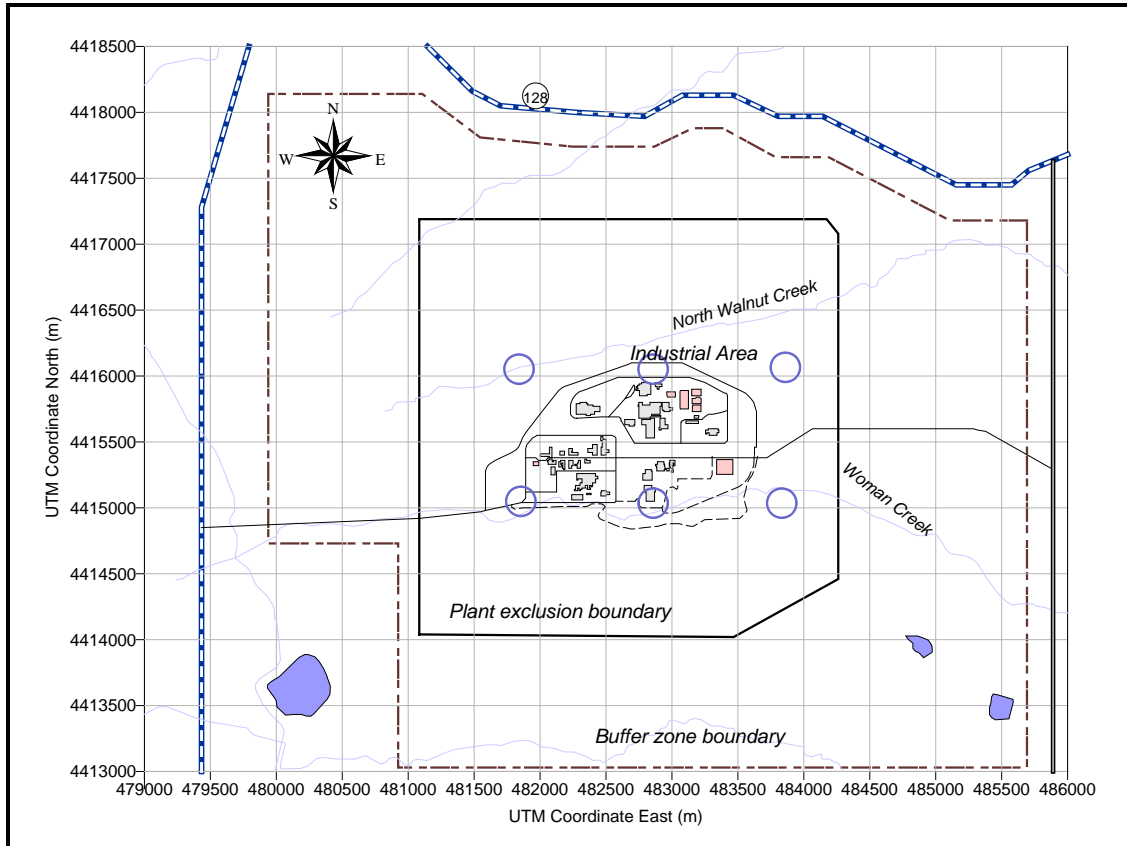 4418500
128
4418000
N
W
E
4417500
S
4417000
4416500
North Walnut Creek
Industrial Area
4416000
4415500
Woman Creek
4415000
4414500
Plant exclusion boundary
4414000
4413500
Buffer zone boundary
4413000
UTM Coordinate North (m)
479000 479500 480000 480500 481000 481500 482000 482500 483000 483500 484000 484500 485000 485500 486000
UTM Coordinate East (m)